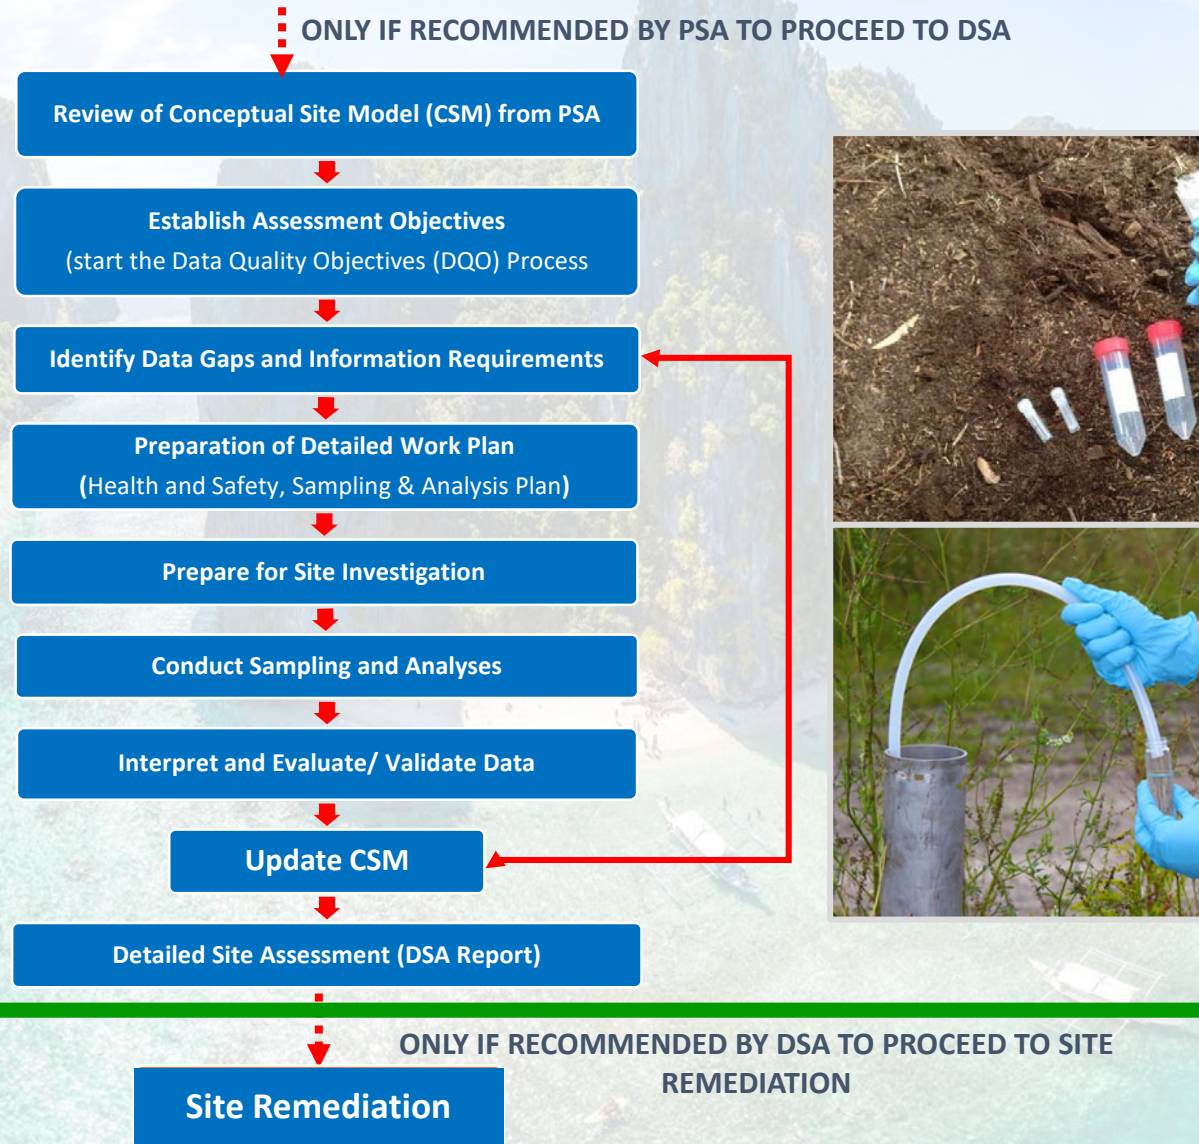 ONLY IF RECOMMENDED BY PSA TO PROCEED TO DSA
Review of Conceptual Site Model (CSM) from PSA
Establish Assessment Objectives
(start the Data Quality Objectives (DQO) Process
Identify Data Gaps and Information Requirements
Preparation of Detailed Work Plan
(Health and Safety, Sampling & Analysis Plan)
Prepare for Site Investigation
Conduct Sampling and Analyses
Interpret and Evaluate/ Validate Data
Update CSM
Detailed Site Assessment (DSA Report)
ONLY IF RECOMMENDED BY DSA TO PROCEED TO SITE
REMEDIATION
Site Remediation